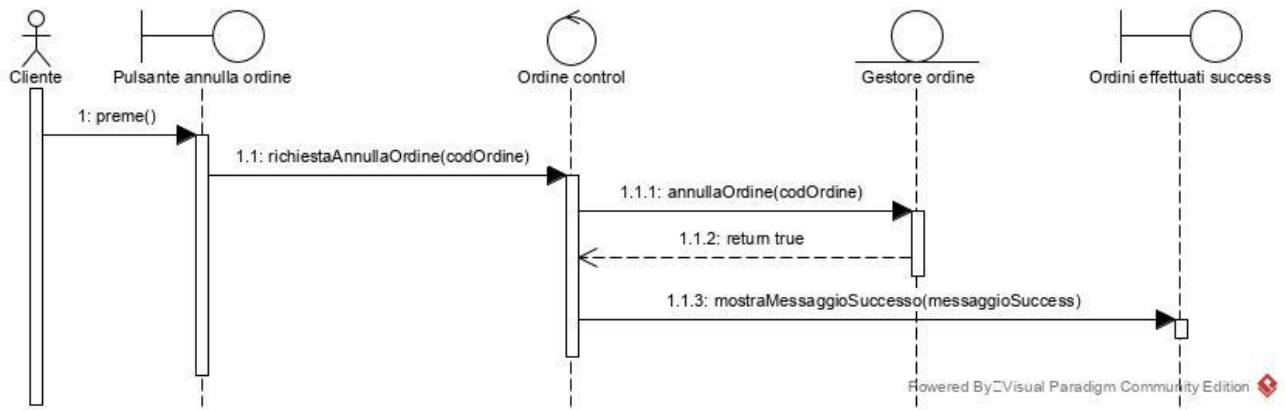 Cliente
Pulsante annulla ordine
Ordine control
Gestore ordine
Ordini effettuati success
1: preme()
1.1: richiestaAnnullaOrdine(codOrdine)
1.1.1: annullaOrdine(codOrdine)
1.1.2: return true
1.1.3: mostraMessaggioSuccesso(messaggioSuccess)
Powered By Visual Paradigm Community Edition